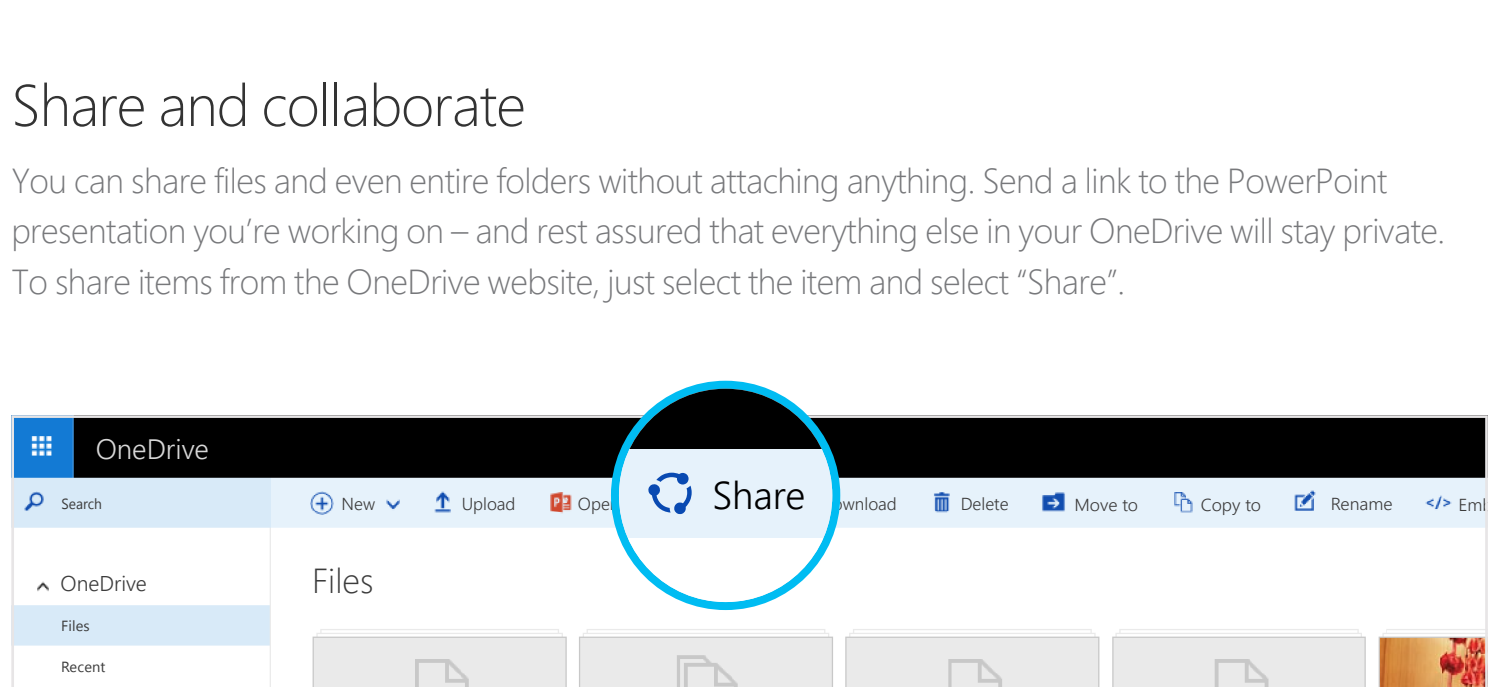 Share and collaborate
You can share files and even entire folders without attaching anything. Send a link to the PowerPoint
presentation you're working on – and rest assured that everything else in your OneDrive will stay private.
To share items from the OneDrive website, just select the item and select “Share”.
OneDrive
Search
New Upload Share Delete Move to Copy to Rename
OneDrive
Files
Files
Recent